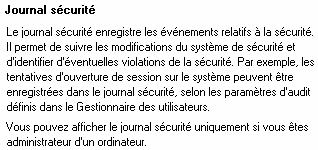 Journal sécurité
Le journal sécurité enregistre les événements relatifs à la sécurité.
Il permet de suivre les modifications du système de sécurité et
d'identifier d'éventuelles violations de la sécurité. Par exemple, les
tentatives d'ouverture de session sur le système peuvent être
enregistrées dans le journal sécurité, selon les paramètres d'audit
définis dans le Gestionnaire des utilisateurs.
Vous pouvez afficher le journal sécurité uniquement si vous êtes
administrateur d'un ordinateur.